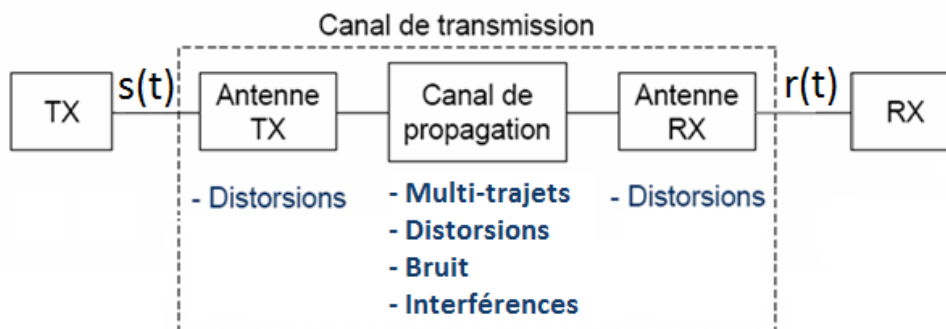 Canal de transmission
TX
s(t)
Antenne
TX
Canal de
propagation
Antenne
RX
r(t)
RX
- Distorsions
- Multi-trajets
- Distorsions
- Bruit
- Interférences
- Distorsions